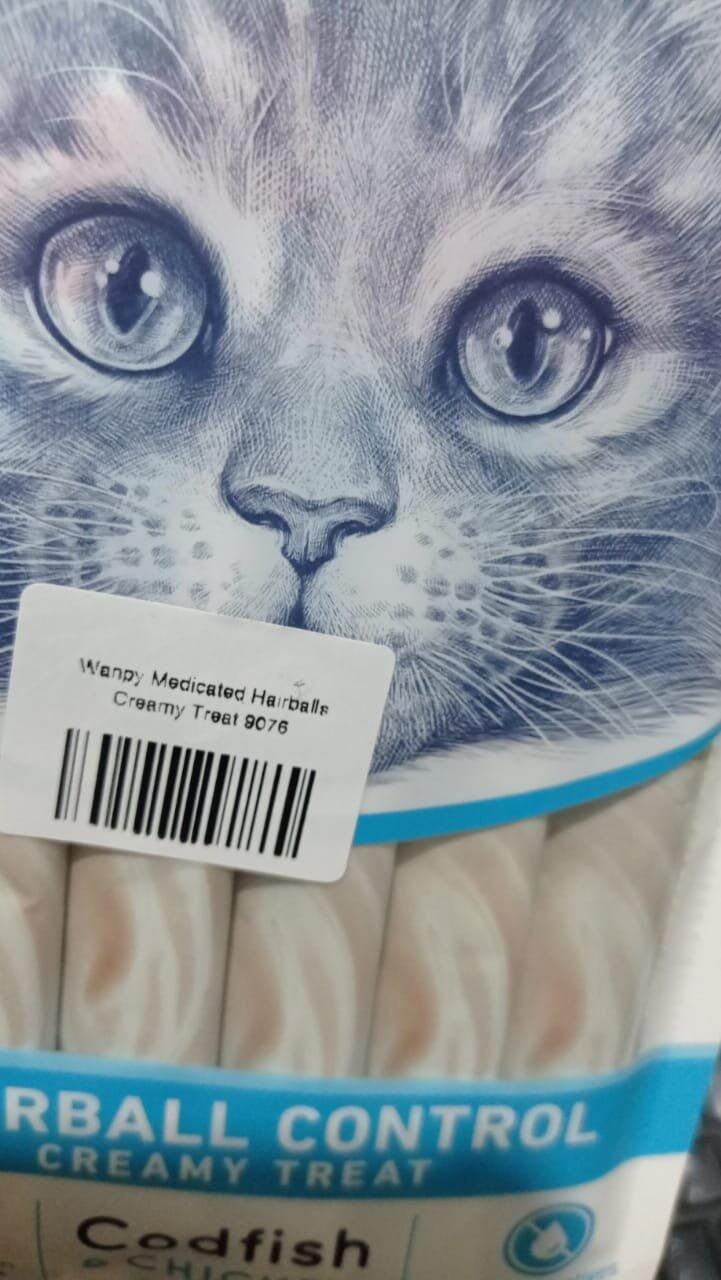 Wanpy Medicated Hairballs
Creamy Treat 9076
RBALL CONTROL
CREAMY TREAT
Codfish